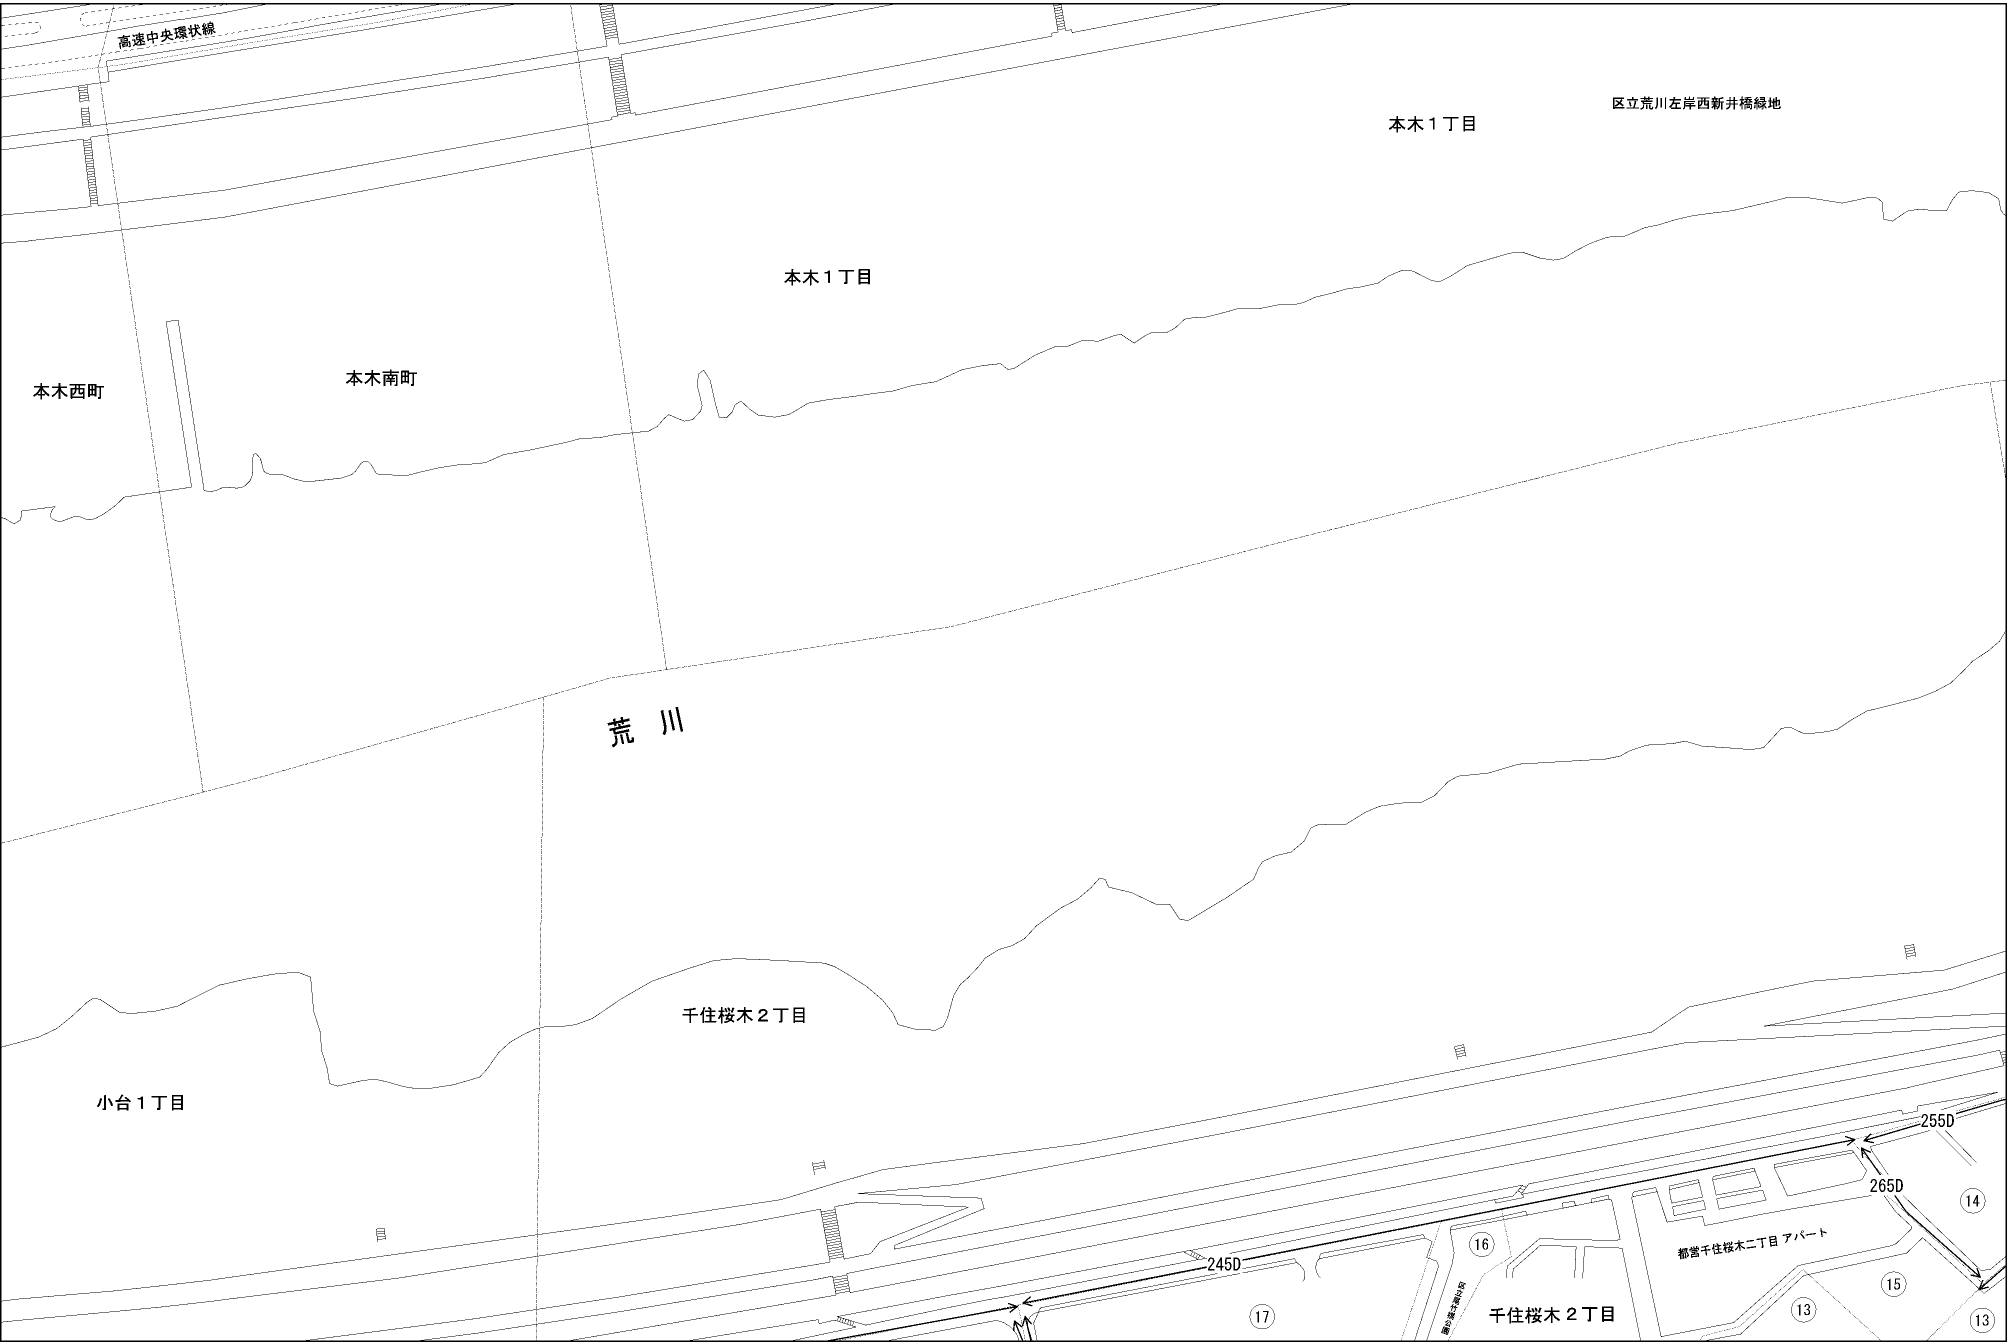 高速中央環状線
区立荒川左岸西新井橋緑地
本木１丁目
本木１丁目
本木南町
本木西町
荒川
千住桜木２丁目
小台１丁目
255D
265D
14
都営千住桜木二丁目 アパート
16
245D
15
13
千住桜木２丁目
17
13